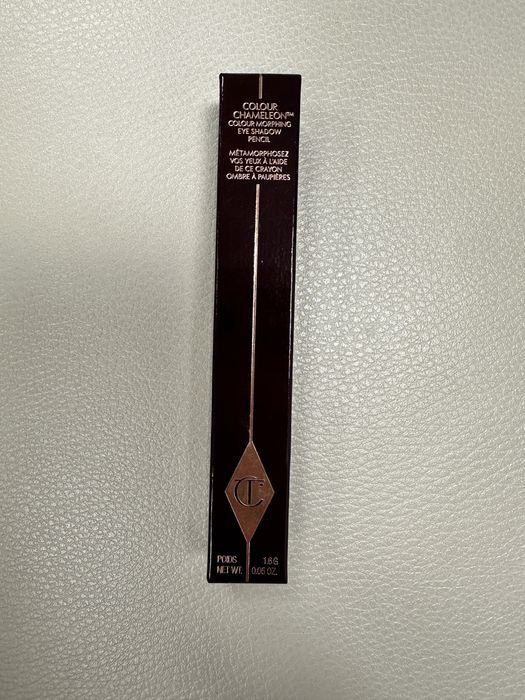 COLOUR
CHAMELEON™
COLOUR MORPHING
EYE SHADOW
PENCIL
MÉTAMORPHOSEZ
VOS YEUX À L'AIDE
DE CE CRAYON
OMBRE À PAUPIÈRES
CT
POIDS 1.6 G
NET WT. 0.05 OZ.